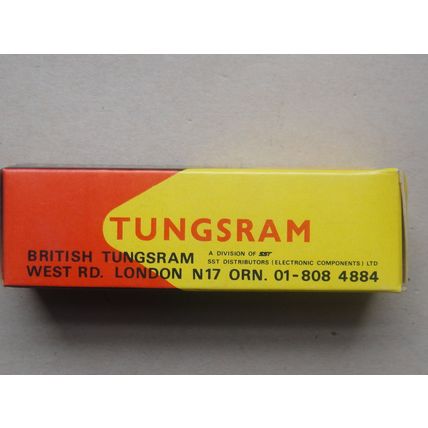 TUNGSRAM
BRITISH TUNGSRAM A DIVISION OF SST
SST DISTRIBUTORS (ELECTRONIC COMPONENTS) LTD
WEST RD. LONDON N17 ORN. 01-808 4884